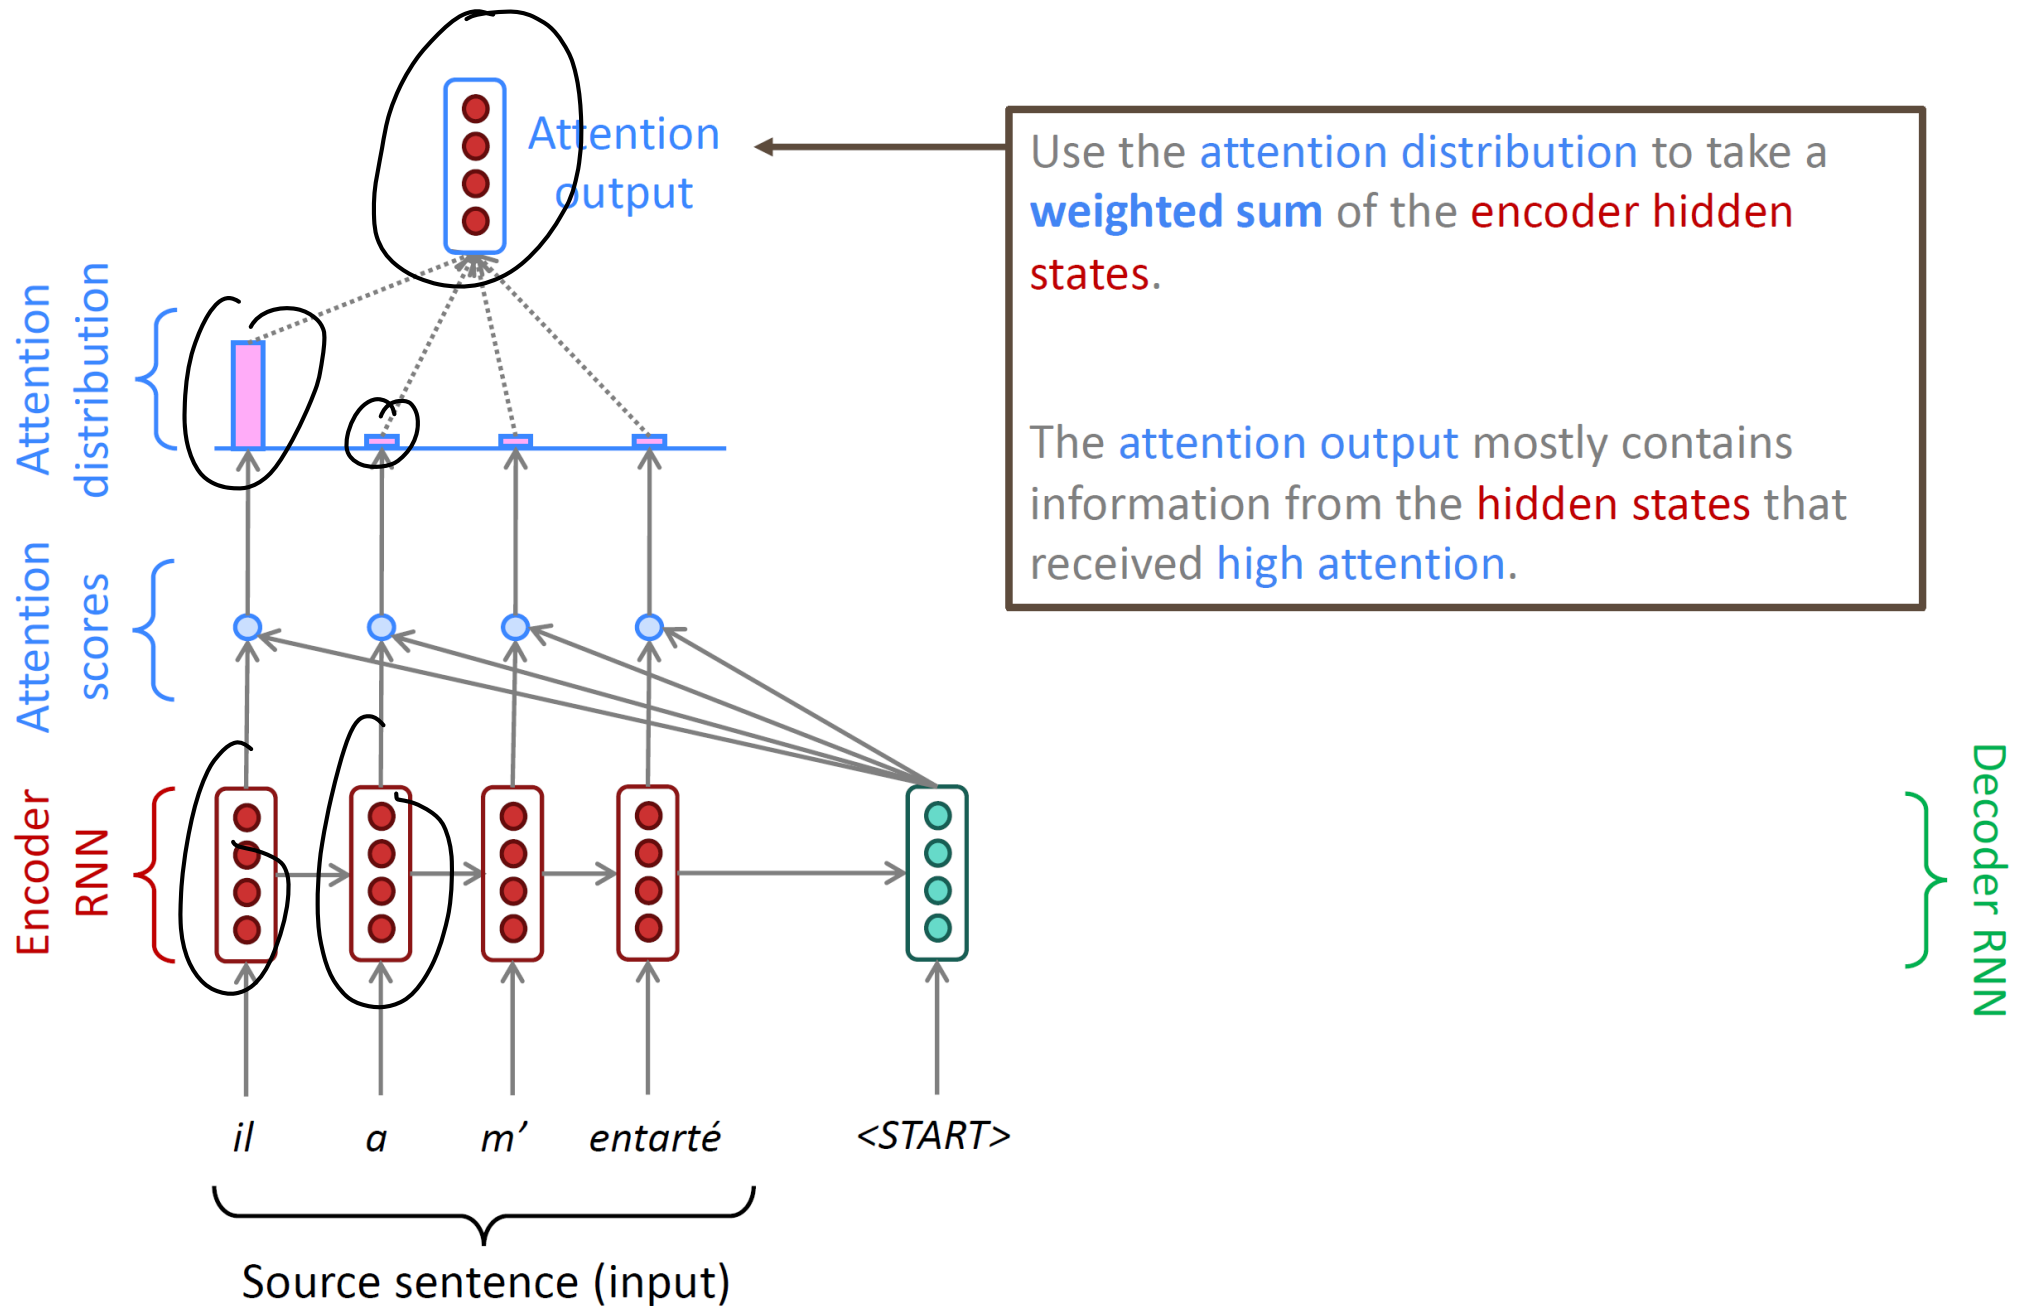 Attention
output
Use the attention distribution to take a
weighted sum of the encoder hidden
states.
The attention output mostly contains
information from the hidden states that
received high attention.
Attention
distribution
Attention
scores
Encoder
RNN
Decoder RNN
il a m’ entarté <START>
Source sentence (input)